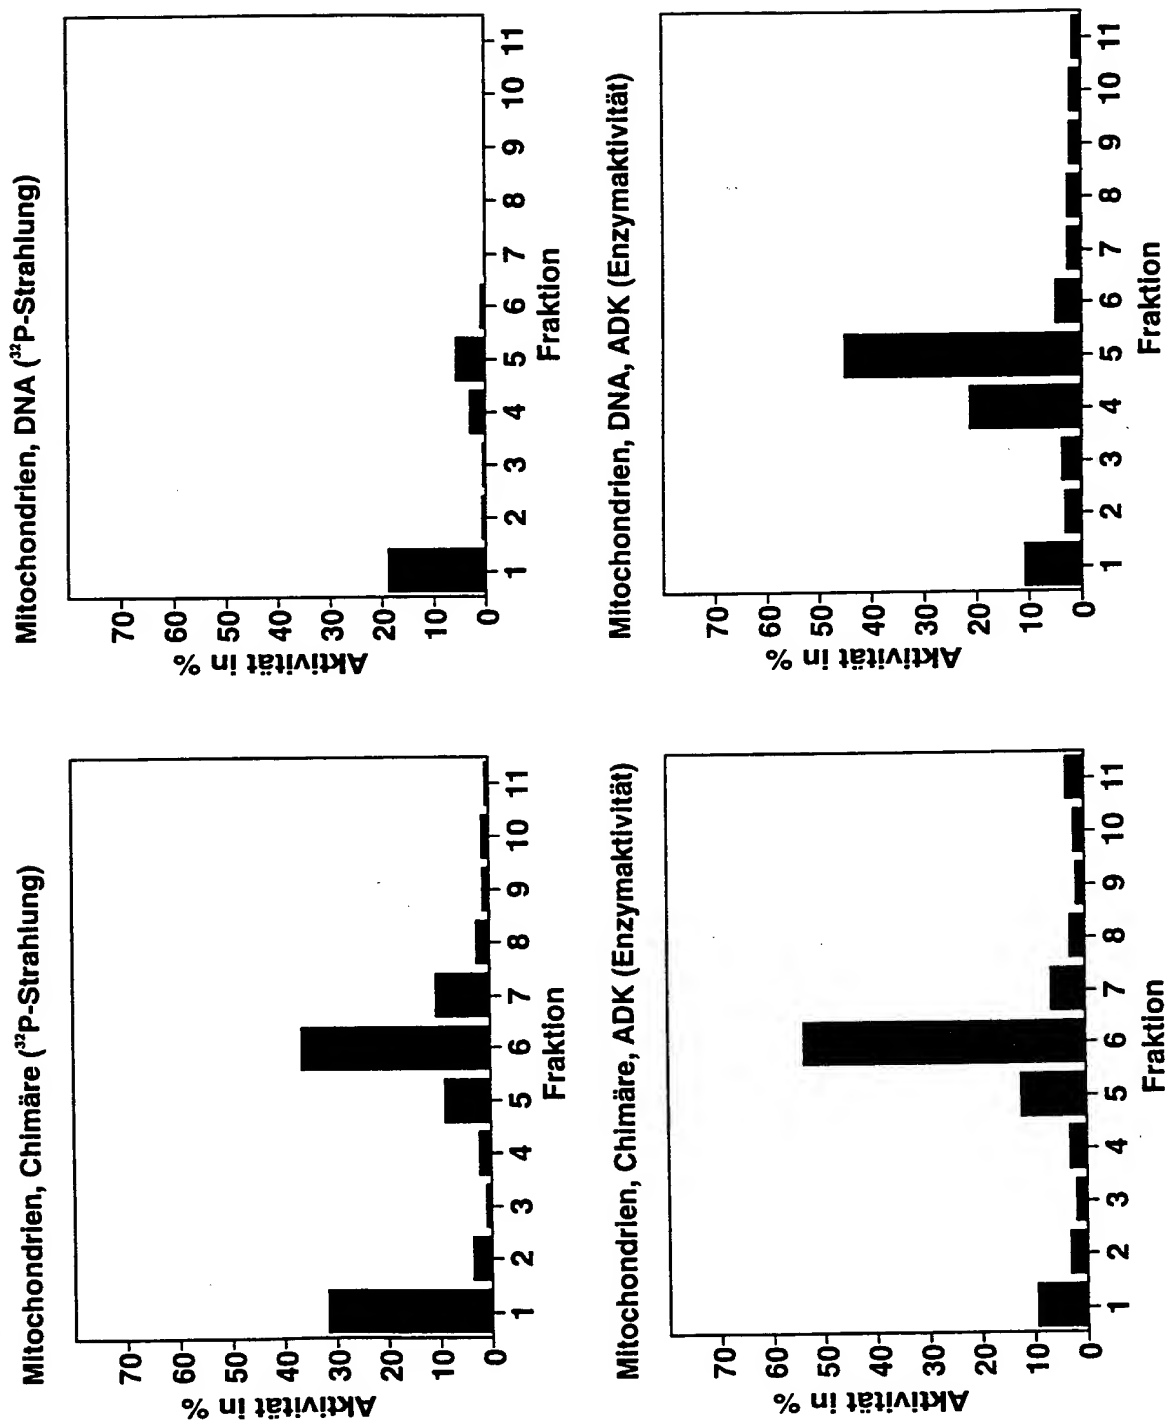 Mitochondrien, Chimäre (³²P-Strahlung)
Aktivität in %
70
60
50
40
30
20
10
0
1 2 3 4 5 6 7 8 9 10 11
Fraktion
Mitochondrien, DNA (³²P-Strahlung)
Aktivität in %
70
60
50
40
30
20
10
0
1 2 3 4 5 6 7 8 9 10 11
Fraktion
Mitochondrien, Chimäre, ADK (Enzymaktivität)
Aktivität in %
70
60
50
40
30
20
10
0
1 2 3 4 5 6 7 8 9 10 11
Fraktion
Mitochondrien, DNA, ADK (Enzymaktivität)
Aktivität in %
70
60
50
40
30
20
10
0
1 2 3 4 5 6 7 8 9 10 11
Fraktion